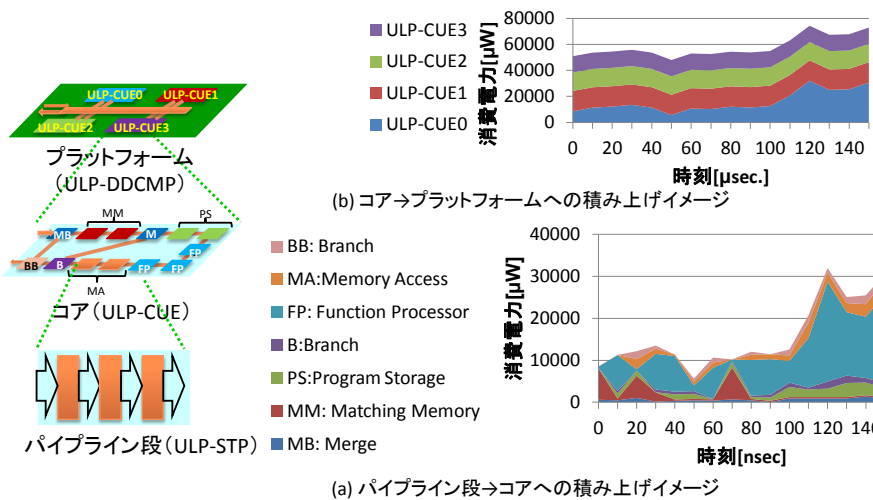 ULP-CUE0
ULP-CUE1
ULP-CUE2
ULP-CUE3
プラットフォーム
(ULP-DDCMP)
MM
PS
MB
M
FP
BB
B
FP
FP
MA
コア(ULP-CUE)
パイプライン段(ULP-STP)
ULP-CUE3
ULP-CUE2
ULP-CUE1
ULP-CUE0
消費電力[μW]
80000
60000
40000
20000
0
0 20 40 60 80 100 120 140
時刻[μsec.]
(b) コア→プラットフォームへの積み上げイメージ
BB: Branch
MA:Memory Access
FP: Function Processor
B:Branch
PS:Program Storage
MM: Matching Memory
MB: Merge
消費電力[μW]
40000
30000
20000
10000
0
0 20 40 60 80 100 120 140
時刻[nsec]
(a) パイプライン段→コアへの積み上げイメージ